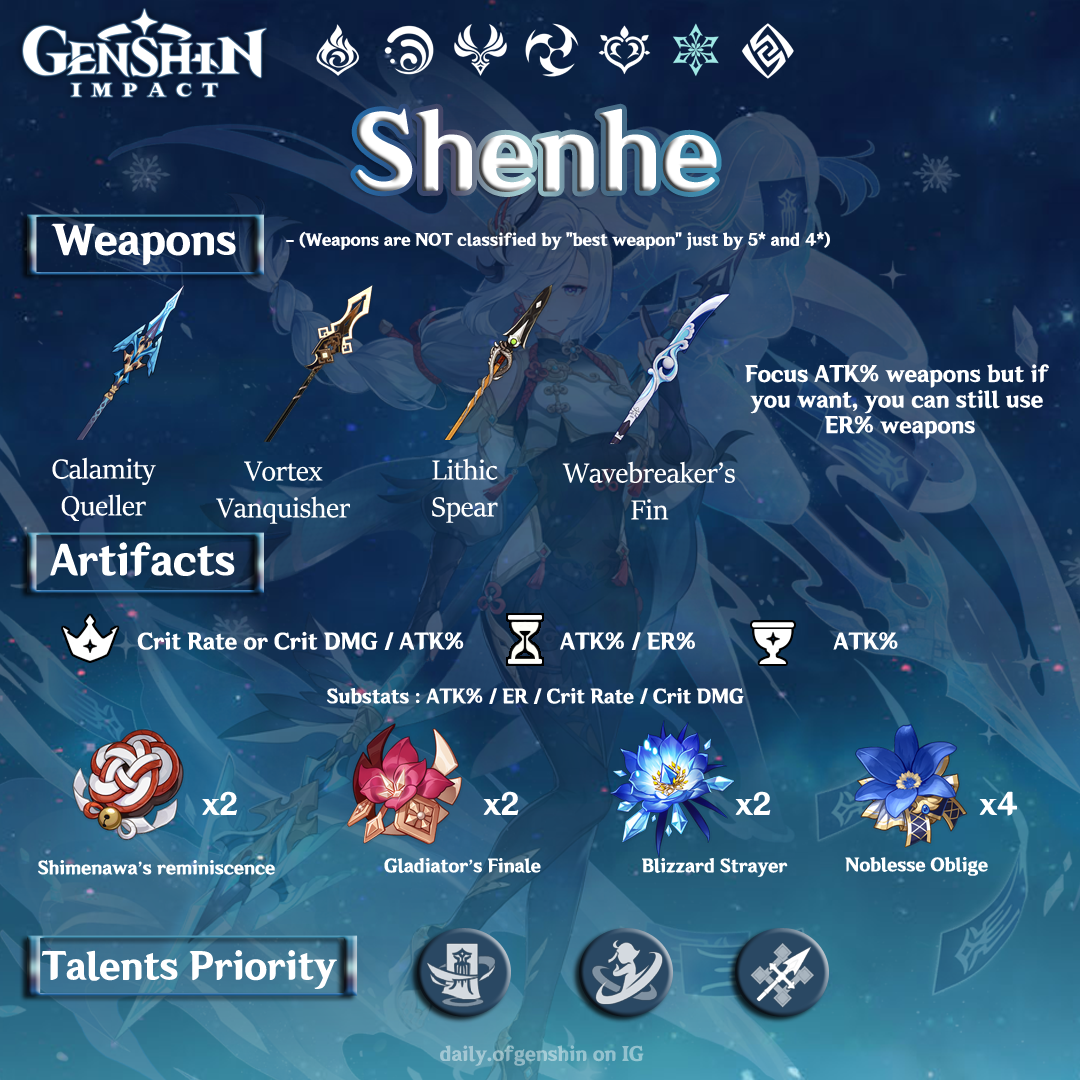 GENSHIN
IMPACT
Shenhe
Weapons
- (Weapons are NOT classified by "best weapon" just by 5* and 4*)
Focus ATK% weapons but if
you want, you can still use
ER% weapons
Calamity
Queller
Vortex
Vanquisher
Lithic
Spear
Wavebreaker's
Fin
Artifacts
Crit Rate or Crit DMG / ATK%
ATK% / ER%
ATK%
Substats : ATK% / ER / Crit Rate / Crit DMG
x2
x2
x2
x4
Shimenawa's reminiscence
Gladiator's Finale
Blizzard Strayer
Noblesse Oblige
Talents Priority
daily.ofgenshin on IG